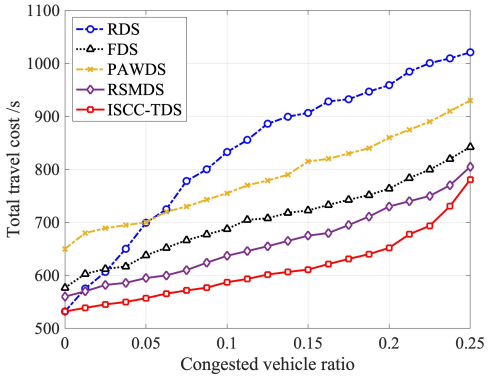 1100
1000
900
800
700
600
500
Total travel cost /s
RDS
FDS
PAWDS
RSMDS
ISCC-TDS
0
0.05
0.1
0.15
0.2
0.25
Congested vehicle ratio